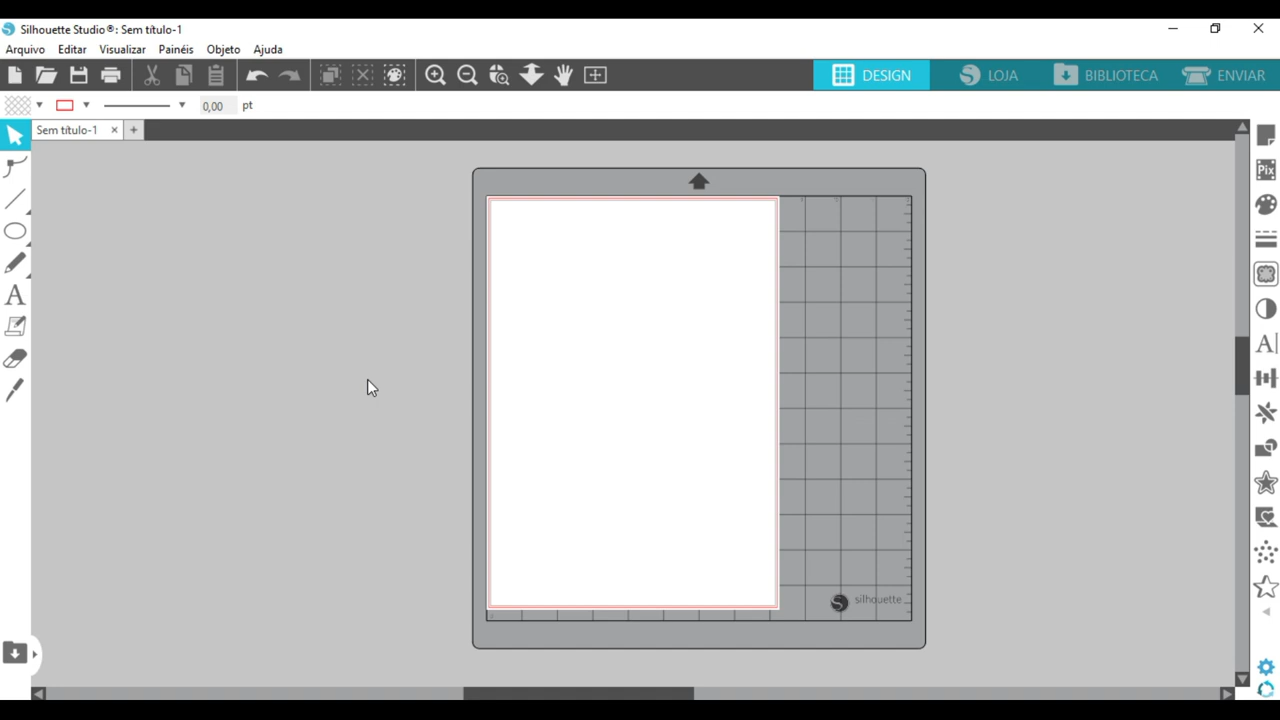 Silhouette Studio®: Sem título-1
Arquivo Editar Visualizar Painéis Objeto Ajuda
DESIGN LOJA BIBLIOTECA ENVIAR
0,00 pt
Sem título-1
Pix
silhouette